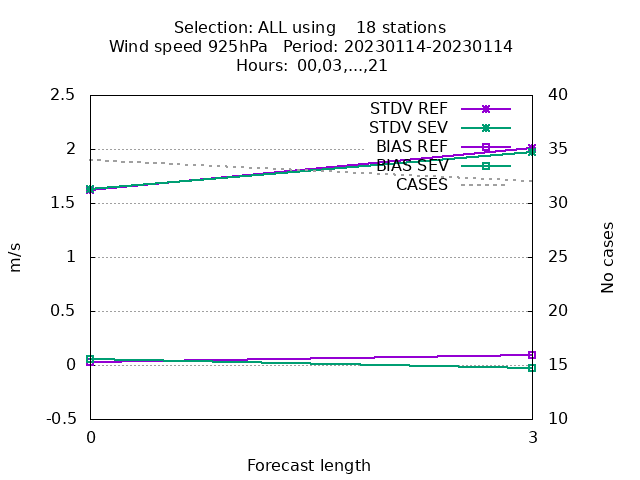 Selection: ALL using    18 stations
Wind speed 925hPa   Period: 20230114-20230114
Hours:  00,03,...,21
2.5
2
1.5
1
0.5
0
-0.5
40
35
30
25
20
15
10
STDV REF
STDV SEV
BIAS REF
BIAS SEV
CASES
m/s
No cases
0
3
Forecast length